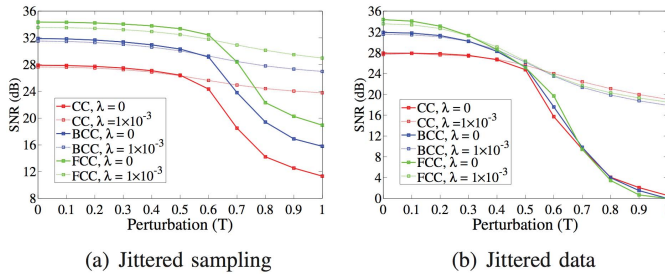 36
32
28
24
20
16
12
8
SNR (dB)
CC, λ = 0
CC, λ = 1×10⁻³
BCC, λ = 0
BCC, λ = 1×10⁻³
FCC, λ = 0
FCC, λ = 1×10⁻³
0 0.1 0.2 0.3 0.4 0.5 0.6 0.7 0.8 0.9 1
Perturbation (T)
(a) Jittered sampling
36
32
28
24
20
16
12
8
4
0
SNR (dB)
CC, λ = 0
CC, λ = 1×10⁻³
BCC, λ = 0
BCC, λ = 1×10⁻³
FCC, λ = 0
FCC, λ = 1×10⁻³
0 0.1 0.2 0.3 0.4 0.5 0.6 0.7 0.8 0.9
Perturbation (T)
(b) Jittered data